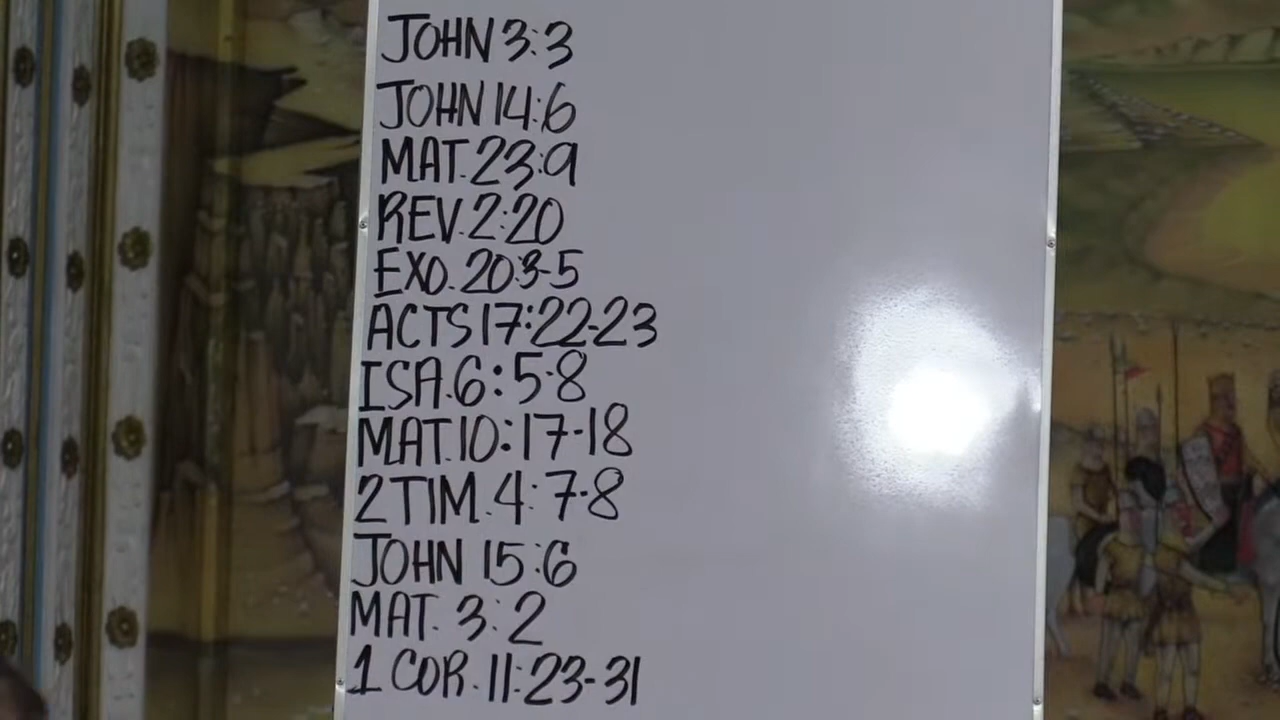 JOHN 3:3
JOHN 14:6
MAT. 23:9
REV. 2:20
EXO. 20:3-5
ACTS 17:22-23
ISA. 6:5-8
MAT. 10:17-18
2 TIM. 4:7-8
JOHN 15:6
MAT. 3:2
1 COR. 11:23-31